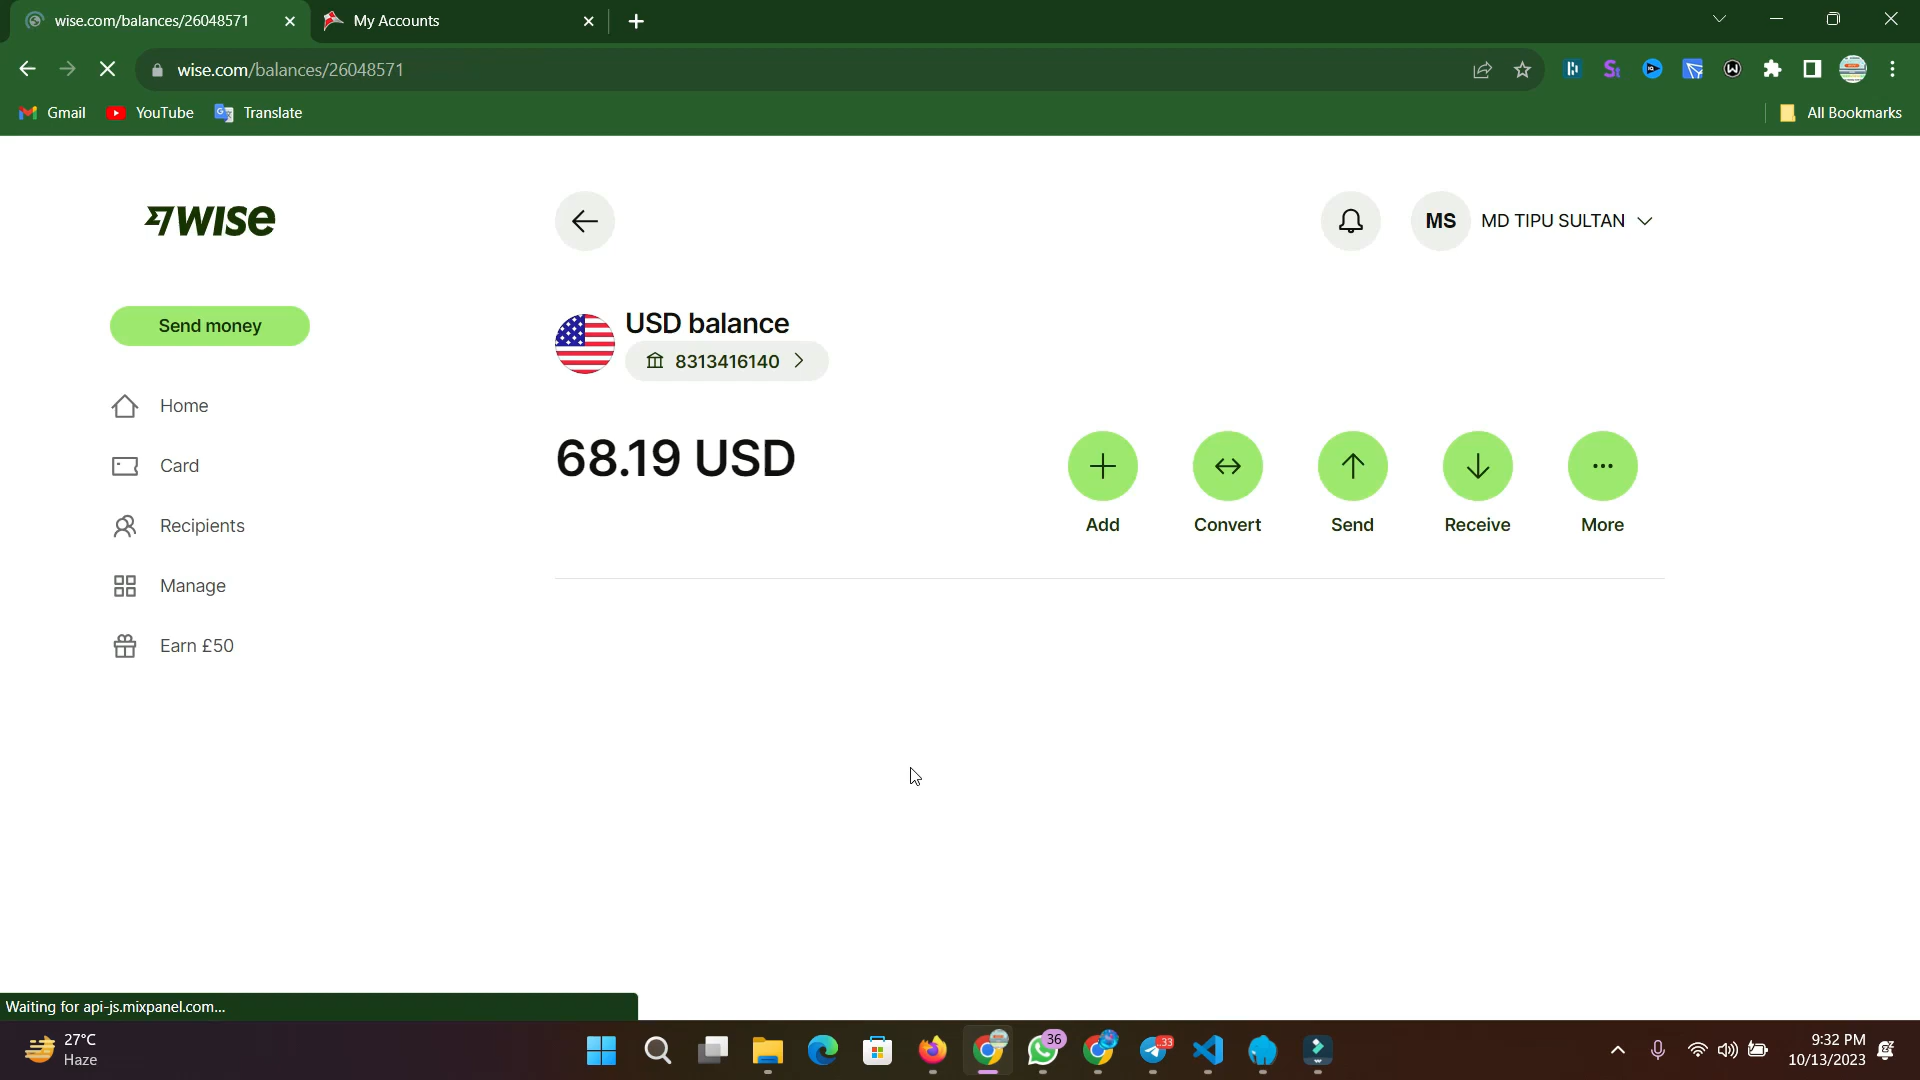 wise.com/balances/26048571
My Accounts
wise.com/balances/26048571
Gmail
YouTube
Translate
All Bookmarks
WISE
MS
MD TIPU SULTAN
Send money
Home
Card
Recipients
Manage
Earn £50
USD balance
8313416140
68.19 USD
Add
Convert
Send
Receive
More
Waiting for api-js.mixpanel.com...
27°C
Haze
36
33
9:32 PM
10/13/2023